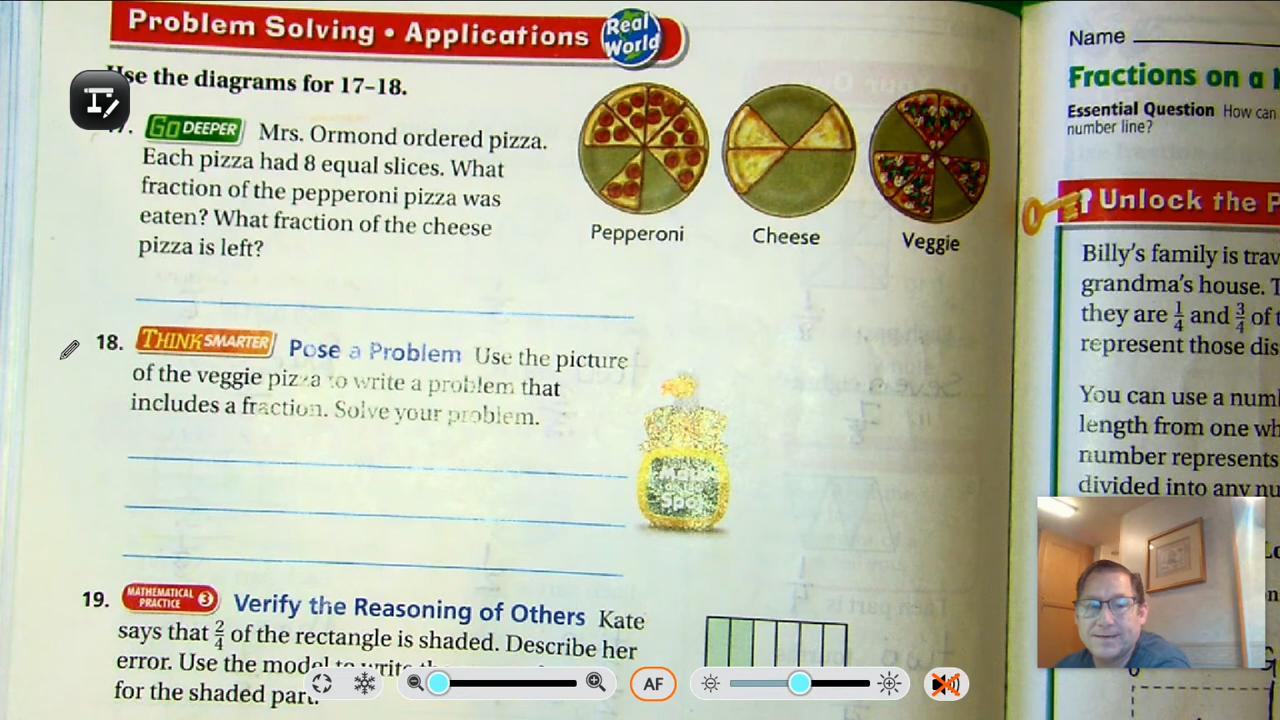 Problem Solving • Applications Real World
Use the diagrams for 17–18.
GO DEEPER Mrs. Ormond ordered pizza.
Each pizza had 8 equal slices. What
fraction of the pepperoni pizza was
eaten? What fraction of the cheese
pizza is left?
Pepperoni
Cheese
Veggie
18. THINK SMARTER Pose a Problem Use the picture
of the veggie pizza to write a problem that
includes a fraction. Solve your problem.
19. MATHEMATICAL PRACTICE 3 Verify the Reasoning of Others Kate
says that 2/4 of the rectangle is shaded. Describe her
error. Use the model to write
for the shaded part.
AF
Name
Fractions on a
Essential Question How can
number line?
Unlock the
Billy's family is
grandma's house.
they are 1/4 and 3/4 of
represent those
You can use a
length from one
number represents
divided into any